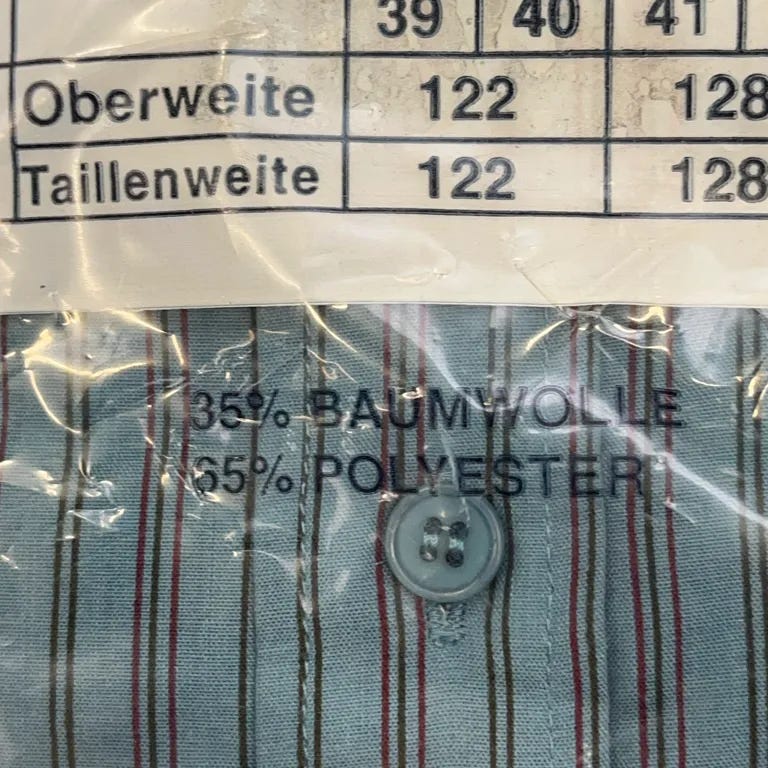 39 40 41
Oberweite 122 128
Taillenweite 122 128
35% BAUMWOLLE
65% POLYESTER